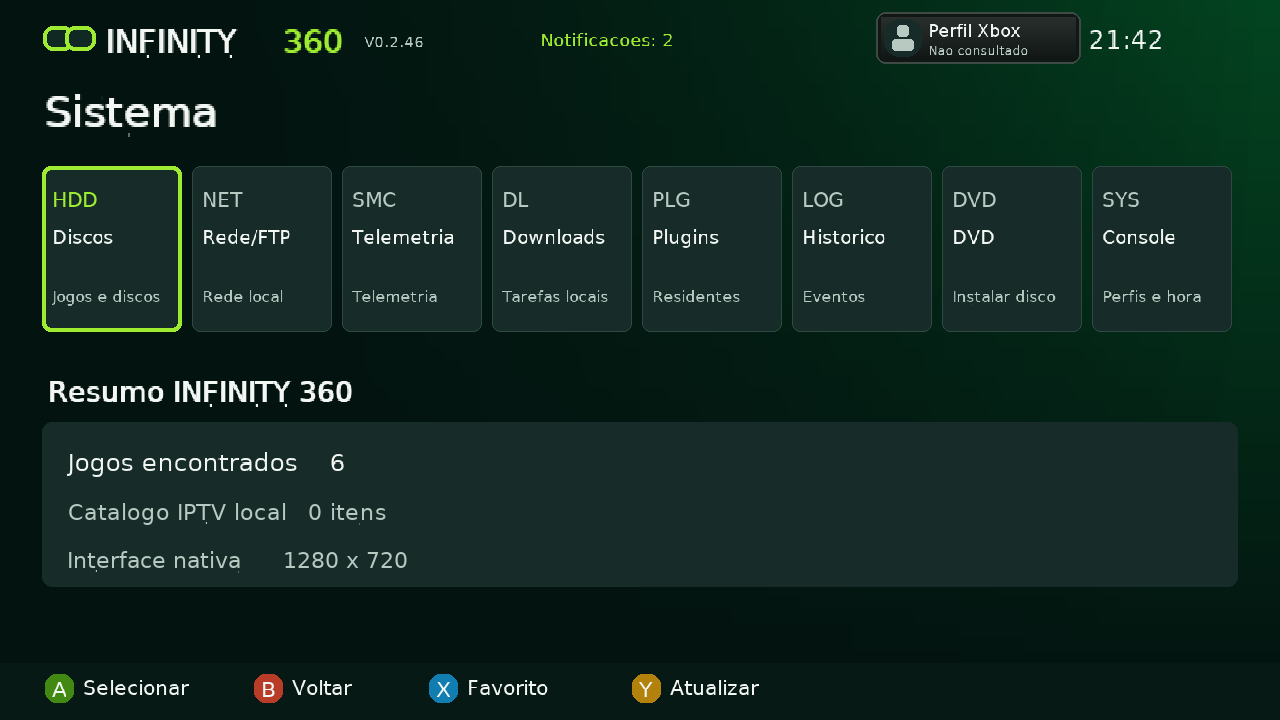 INFINITY 360 V0.2.46 Notificacoes: 2 Perfil Xbox 21:42
Nao consultado
Sistema
HDD NET SMC DL PLG LOG DVD SYS
Discos Rede/FTP Telemetria Downloads Plugins Historico DVD Console
Jogos e discos Rede local Telemetria Tarefas locais Residentes Eventos Instalar disco Perfis e hora
Resumo INFINITY 360
Jogos encontrados 6
Catalogo IPTV local 0 itens
Interface nativa 1280 x 720
A Selecionar B Voltar X Favorito Y Atualizar